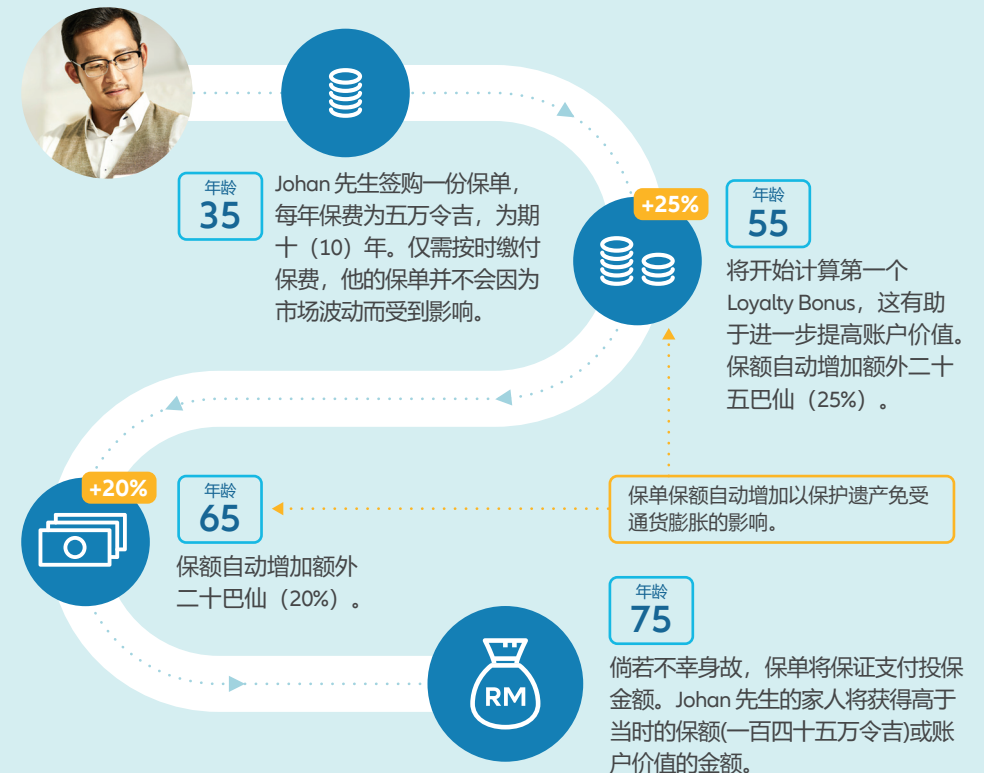 年龄
35
Johan 先生签购一份保单，
每年保费为五万令吉，为期
十（10）年。仅需按时缴付
保费，他的保单并不会因为
市场波动而受到影响。
+25%
年龄
55
将开始计算第一个
Loyalty Bonus，这有助
于进一步提高账户价值。
保额自动增加额外二十
五巴仙（25%）。
+20%
年龄
65
保额自动增加额外
二十巴仙（20%）。
保单保额自动增加以保护遗产免受
通货膨胀的影响。
RM
年龄
75
倘若不幸身故，保单将保证支付投保
金额。Johan 先生的家人将获得高于
当时的保额(一百四十五万令吉)或账
户价值的金额。